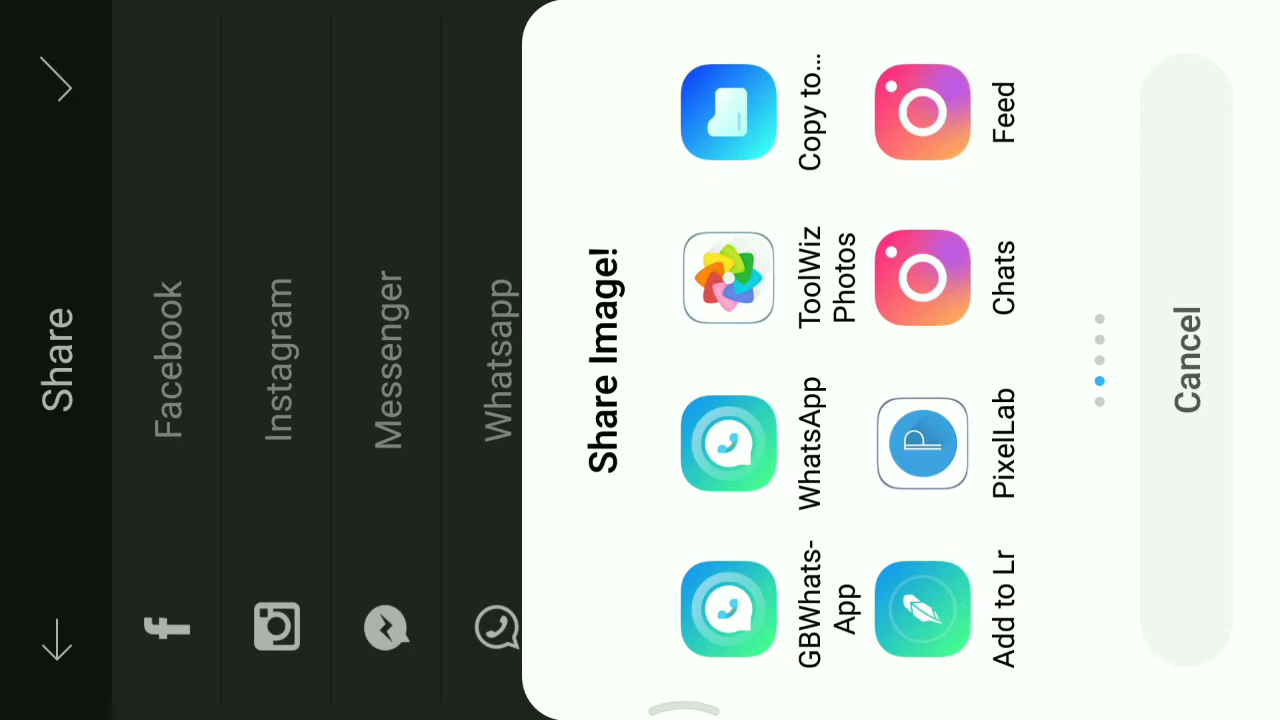 Share
Facebook
Instagram
Messenger
Whatsapp
Share Image!
GBWhats-
App
WhatsApp
ToolWiz
Photos
Copy to...
Add to Lr
PixelLab
Chats
Feed
Cancel